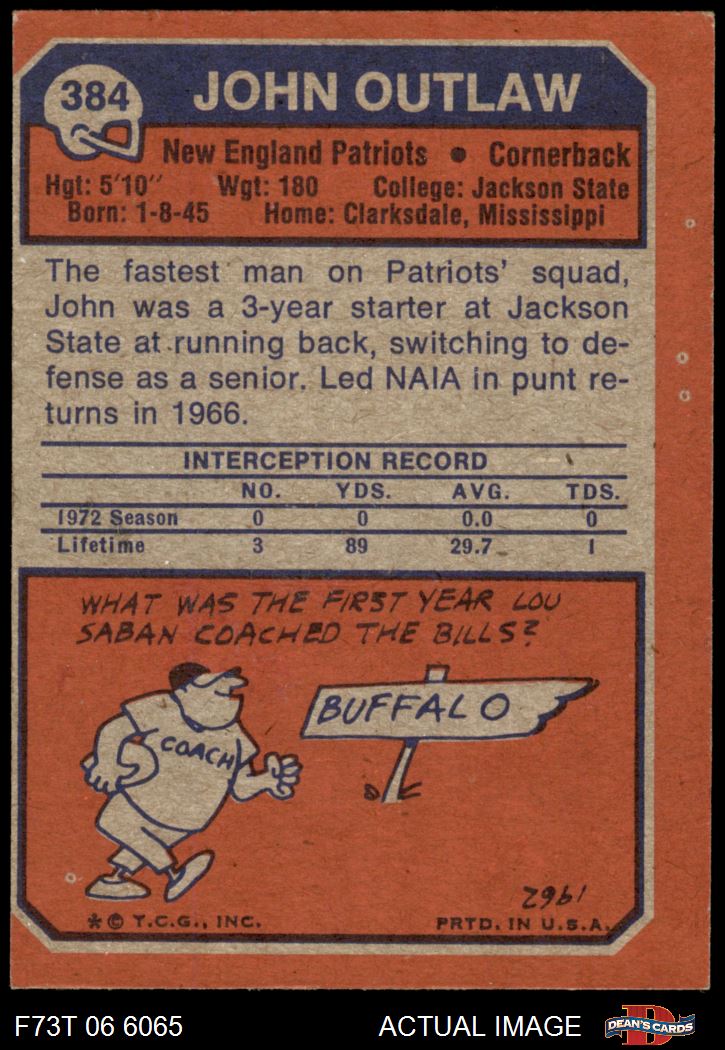 384
JOHN OUTLAW
New England Patriots • Cornerback
Hgt: 5'10" Wgt: 180 College: Jackson State
Born: 1-8-45 Home: Clarksdale, Mississippi
The fastest man on Patriots' squad,
John was a 3-year starter at Jackson
State at running back, switching to de-
fense as a senior. Led NAIA in punt re-
turns in 1966.
INTERCEPTION RECORD
NO. YDS. AVG. TDS.
1972 Season 0 0 0.0 0
Lifetime 3 89 29.7 1
WHAT WAS THE FIRST YEAR LOU
SABAN COACHED THE BILLS?
BUFFALO
COACH
1962
* © T.C.G., INC. PRTD. IN U.S.A.
F73T 06 6065 ACTUAL IMAGE D DEAN'S CARDS